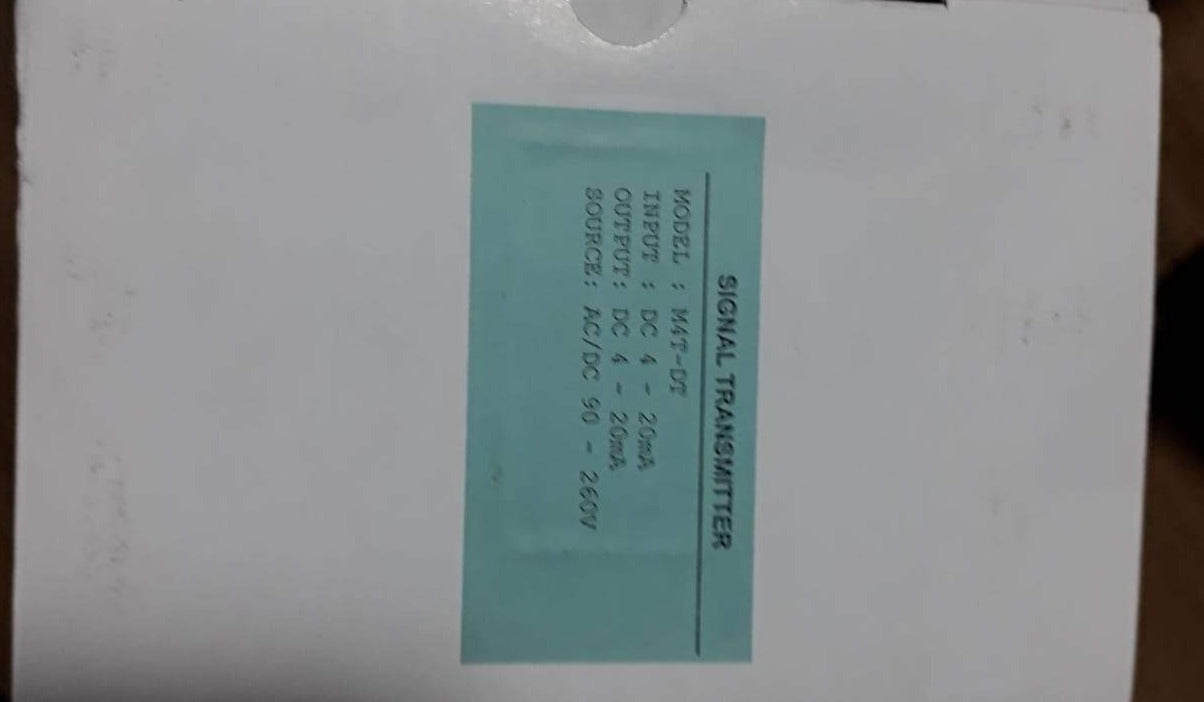 SIGNAL TRANSMITTER
MODEL : M4T-DT
INPUT : DC 4 - 20mA
OUTPUT: DC 4 - 20mA
SOURCE: AC/DC 90 - 260V